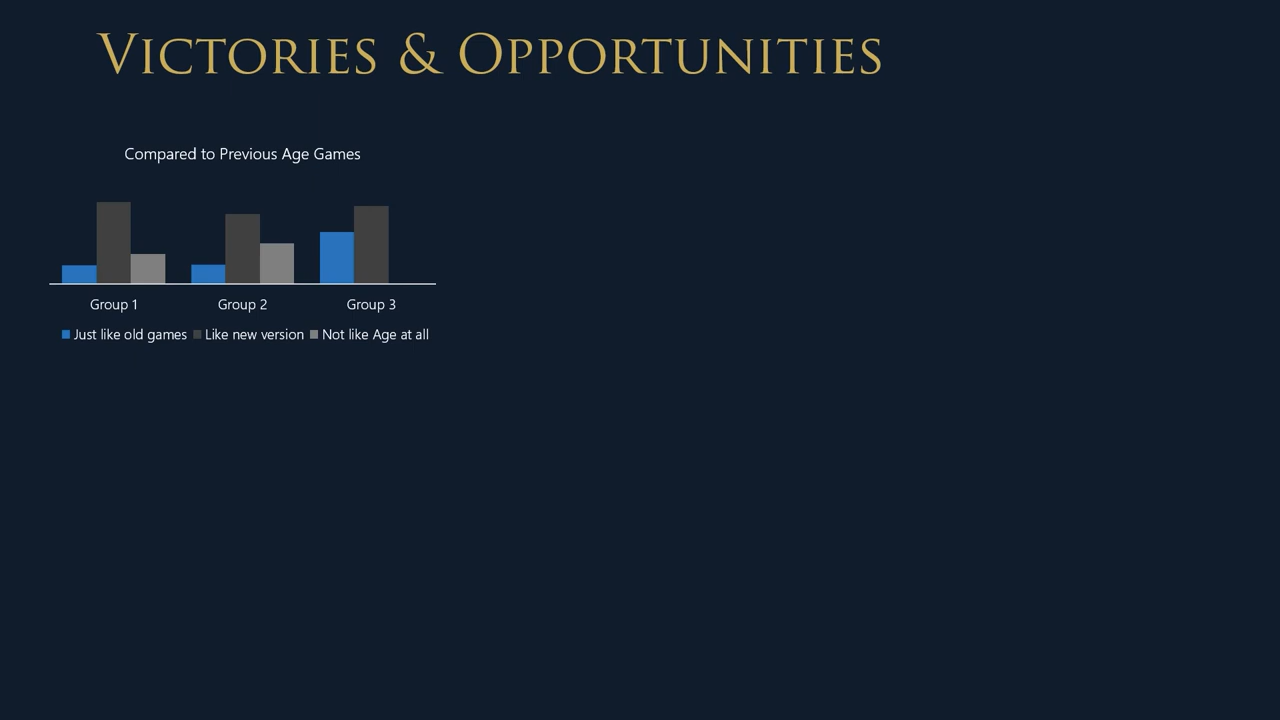 Victories & Opportunities
Compared to Previous Age Games
Group 1 Group 2 Group 3
Just like old games Like new version Not like Age at all